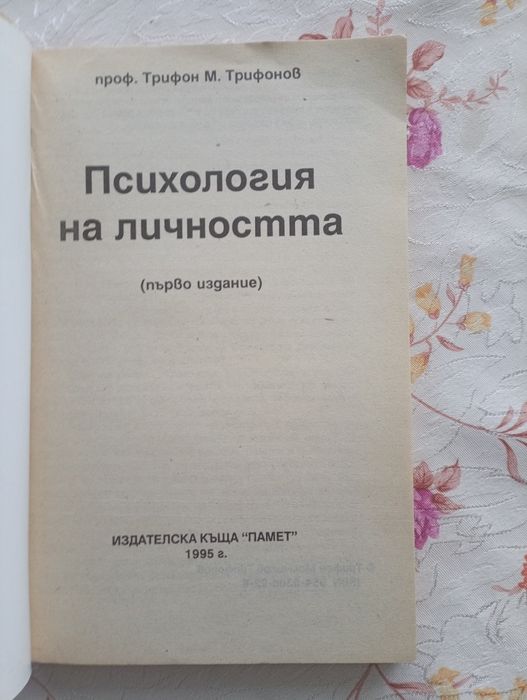 проф. Трифон М. Трифонов
Психология
на личността
(първо издание)
ИЗДАТЕЛСКА КЪЩА "ПАМЕТ"
1995 г.